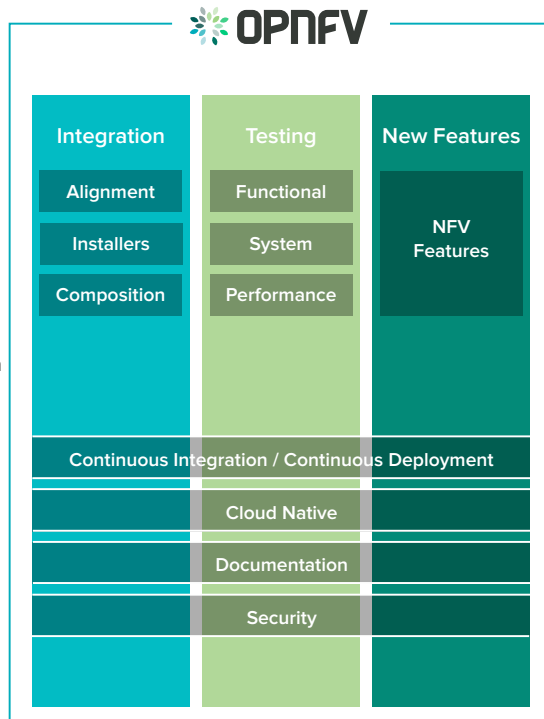 OPNFV
Integration
Alignment
Installers
Composition
Testing
Functional
System
Performance
New Features
NFV
Features
Continuous Integration / Continuous Deployment
Cloud Native
Documentation
Security